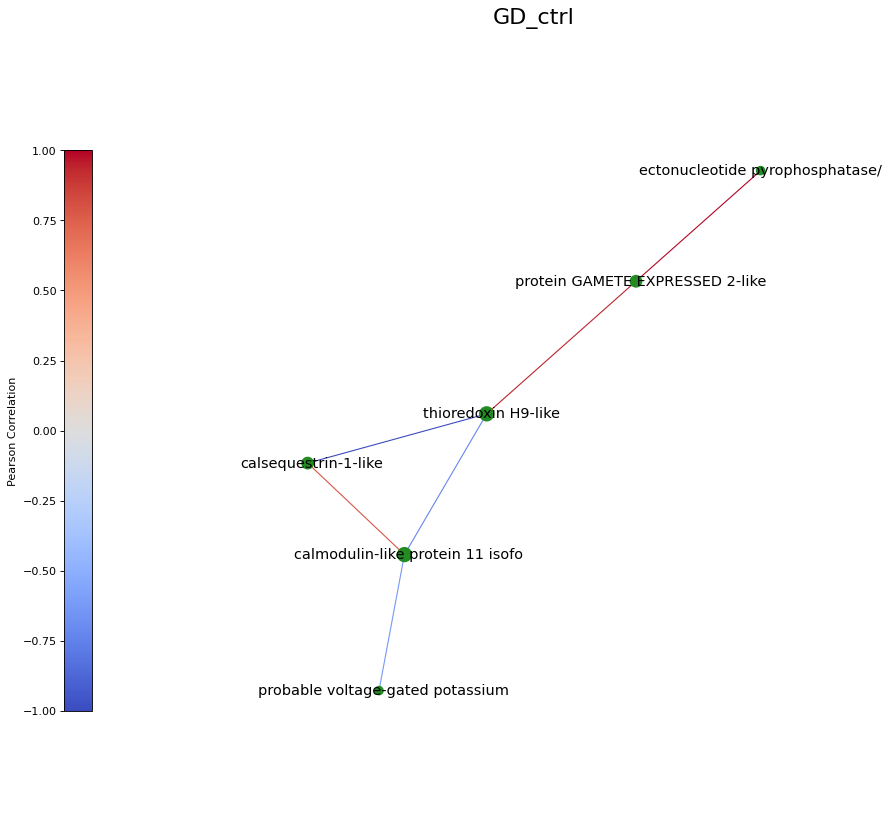 GD_ctrl
1.00
0.75
0.50
0.25
0.00
−0.25
−0.50
−0.75
−1.00
Pearson Correlation
ectonucleotide pyrophosphatase/
protein GAMETE EXPRESSED 2-like
thioredoxin H9-like
calsequestrin-1-like
calmodulin-like protein 11 isofo
probable voltage-gated potassium